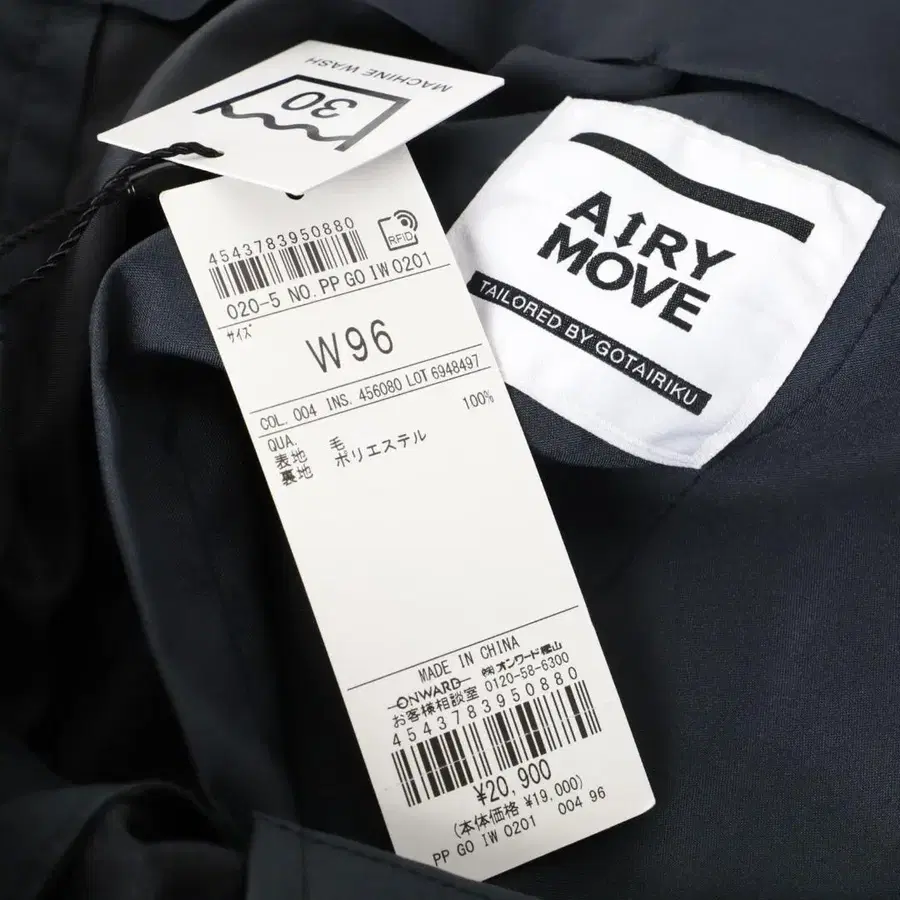 MACHINE WASH
30
4543783950880
RFID
020-5 NO. PP GO IW 0201
サイズ
W96
COL. 004 INS. 456080 LOT 6948497
QUA.
表地 毛 100%
裏地 ポリエステル
MADE IN CHINA
ONWARD ㈱オンワード樫山
お客様相談室 0120-58-6300
4543783950880
¥20,900
(本体価格 ¥19,000)
PP GO IW 0201 004 96
AIRY
MOVE
TAILORED BY GOTAIRIKU